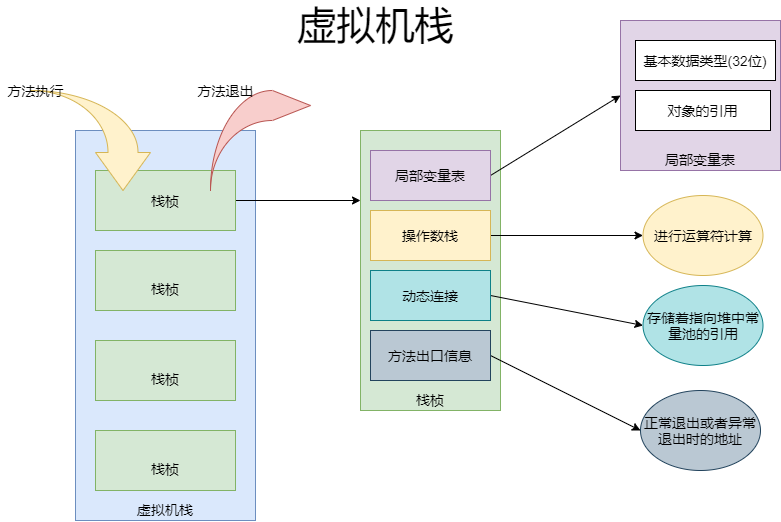 虚拟机栈
方法执行
方法退出
栈桢
栈桢
栈桢
栈桢
虚拟机栈
局部变量表
操作数栈
动态连接
方法出口信息
栈桢
基本数据类型(32位)
对象的引用
局部变量表
进行运算符计算
存储着指向堆中常
量池的引用
正常退出或者异常
退出时的地址